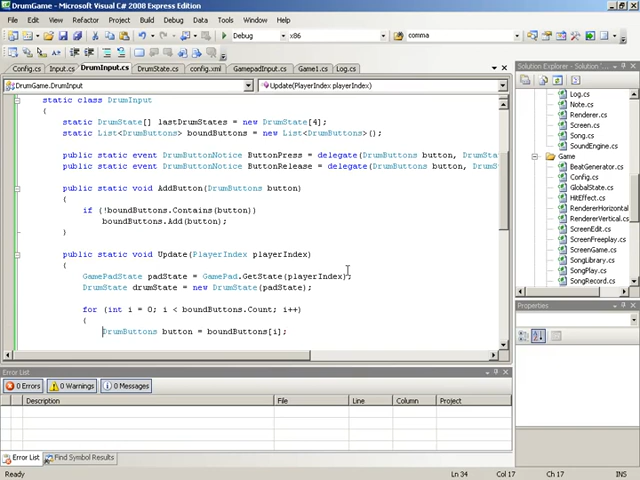 DrumGame - Microsoft Visual C# 2008 Express Edition
File Edit View Refactor Project Build Debug Data Tools Window Help
Debug x86 comma
Config.cs Input.cs DrumInput.cs DrumState.cs config.xml GamepadInput.cs Game1.cs Log.cs
DrumGame.DrumInput Update(PlayerIndex playerIndex)
static class DrumInput
{
static DrumState[] lastDrumStates = new DrumState[4];
static List<DrumButtons> boundButtons = new List<DrumButtons>();
public static event DrumButtonNotice ButtonPress = delegate(DrumButtons button, DrumS
public static event DrumButtonNotice ButtonRelease = delegate(DrumButtons button, Dru
public static void AddButton(DrumButtons button)
{
if (!boundButtons.Contains(button))
boundButtons.Add(button);
}
public static void Update(PlayerIndex playerIndex)
{
GamePadState padState = GamePad.GetState(playerIndex);
DrumState drumState = new DrumState(padState);
for (int i = 0; i < boundButtons.Count; i++)
{
DrumButtons button = boundButtons[i];
Solution Explorer - Solution ...
Log.cs
Note.cs
Renderer.cs
Screen.cs
Song.cs
SoundEngine.cs
Game
BeatGenerator.cs
Config.cs
GlobalState.cs
HitEffect.cs
RendererHorizontal
RendererVertical.cs
ScreenEdit.cs
ScreenFreeplay.cs
ScreenGame.cs
SongLibrary.cs
SongPlay.cs
SongRecord.cs
Properties
Error List
0 Errors 0 Warnings 0 Messages
Description File Line Column Project
Error List Find Symbol Results
Ready Ln 34 Col 17 Ch 17 INS